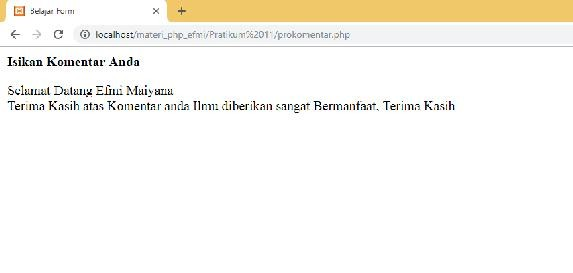 Belajar Form
localhost/materi_php_efmi/Pratikum%2011/prokomentar.php
Isikan Komentar Anda
Selamat Datang Efmi Maiyana
Terima Kasih atas Komentar anda Ilmu diberikan sangat Bermanfaat, Terima Kasih